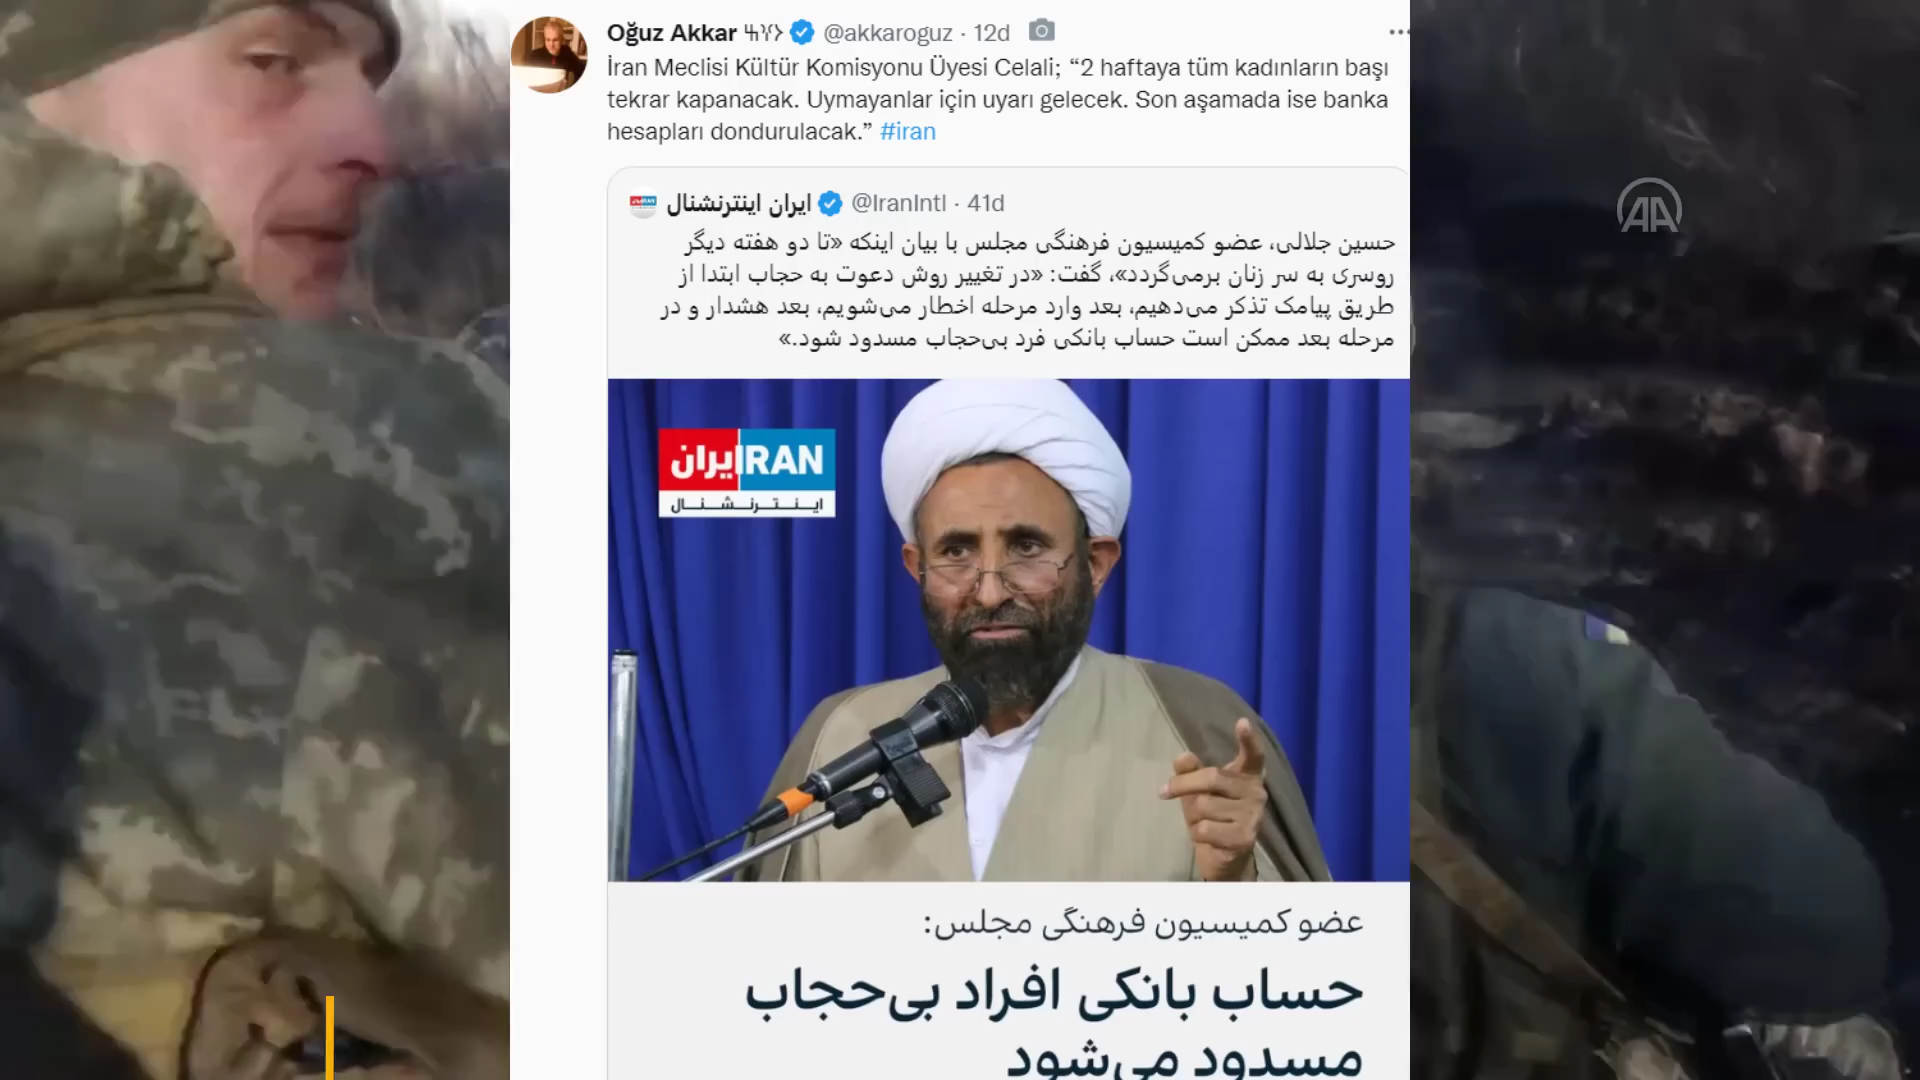 Oğuz Akkar 𐰞𐰍𐰆 @akkaroguz · 12d
İran Meclisi Kültür Komisyonu Üyesi Celali; “2 haftaya tüm kadınların başı
tekrar kapanacak. Uymayanlar için uyarı gelecek. Son aşamada ise banka
hesapları dondurulacak.” #iran
ایران اینترنشنال @IranIntl · 41d
حسین جلالی، عضو کمیسیون فرهنگی مجلس با بیان اینکه «تا دو هفته دیگر
روسری به سر زنان برمی‌گردد»، گفت: «در تغییر روش دعوت به حجاب ابتدا از
طریق پیامک تذکر می‌دهیم، بعد وارد مرحله اخطار می‌شویم، بعد هشدار و در
مرحله بعد ممکن است حساب بانکی فرد بی‌حجاب مسدود شود.»
ایران IRAN
اینترنشنال
عضو کمیسیون فرهنگی مجلس:
حساب بانکی افراد بی‌حجاب
مسدود می‌شود
AA